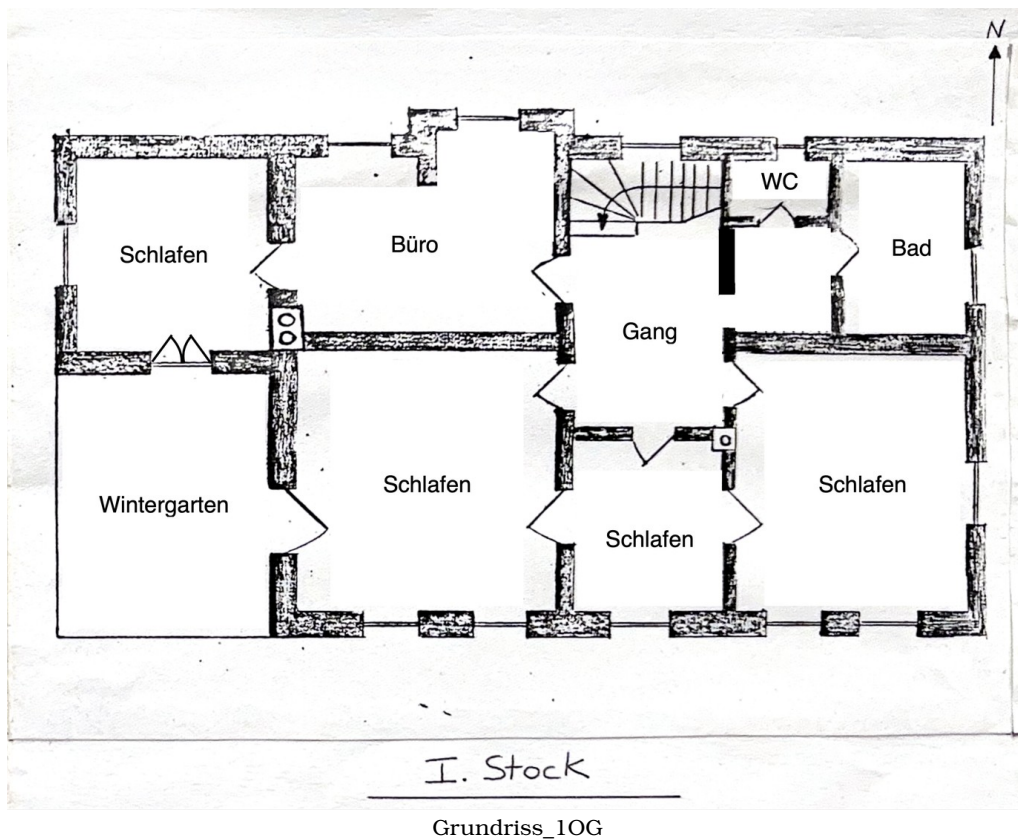 N
WC
Schlafen
Büro
Bad
Gang
Schlafen
Schlafen
Wintergarten
Schlafen
I. Stock
Grundriss_1OG